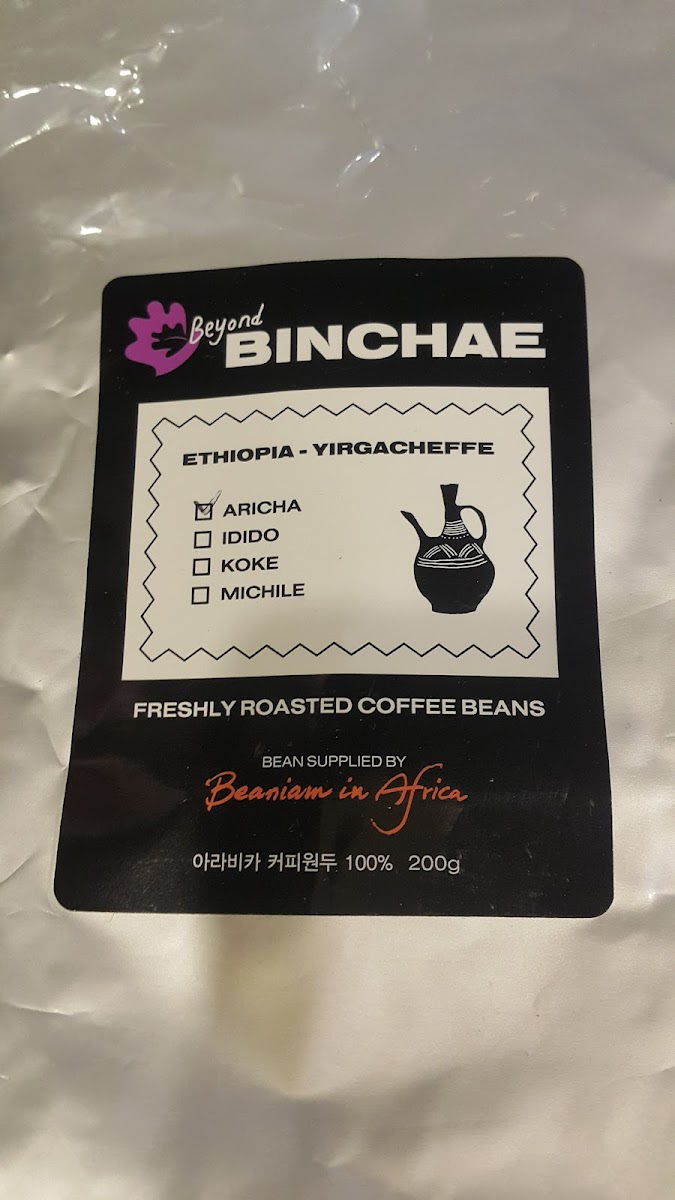 Beyond
BINCHAE
ETHIOPIA - YIRGACHEFFE
ARICHA
IDIDO
KOKE
MICHILE
FRESHLY ROASTED COFFEE BEANS
BEAN SUPPLIED BY
Beaniam in Africa
아라비카 커피원두 100% 200g